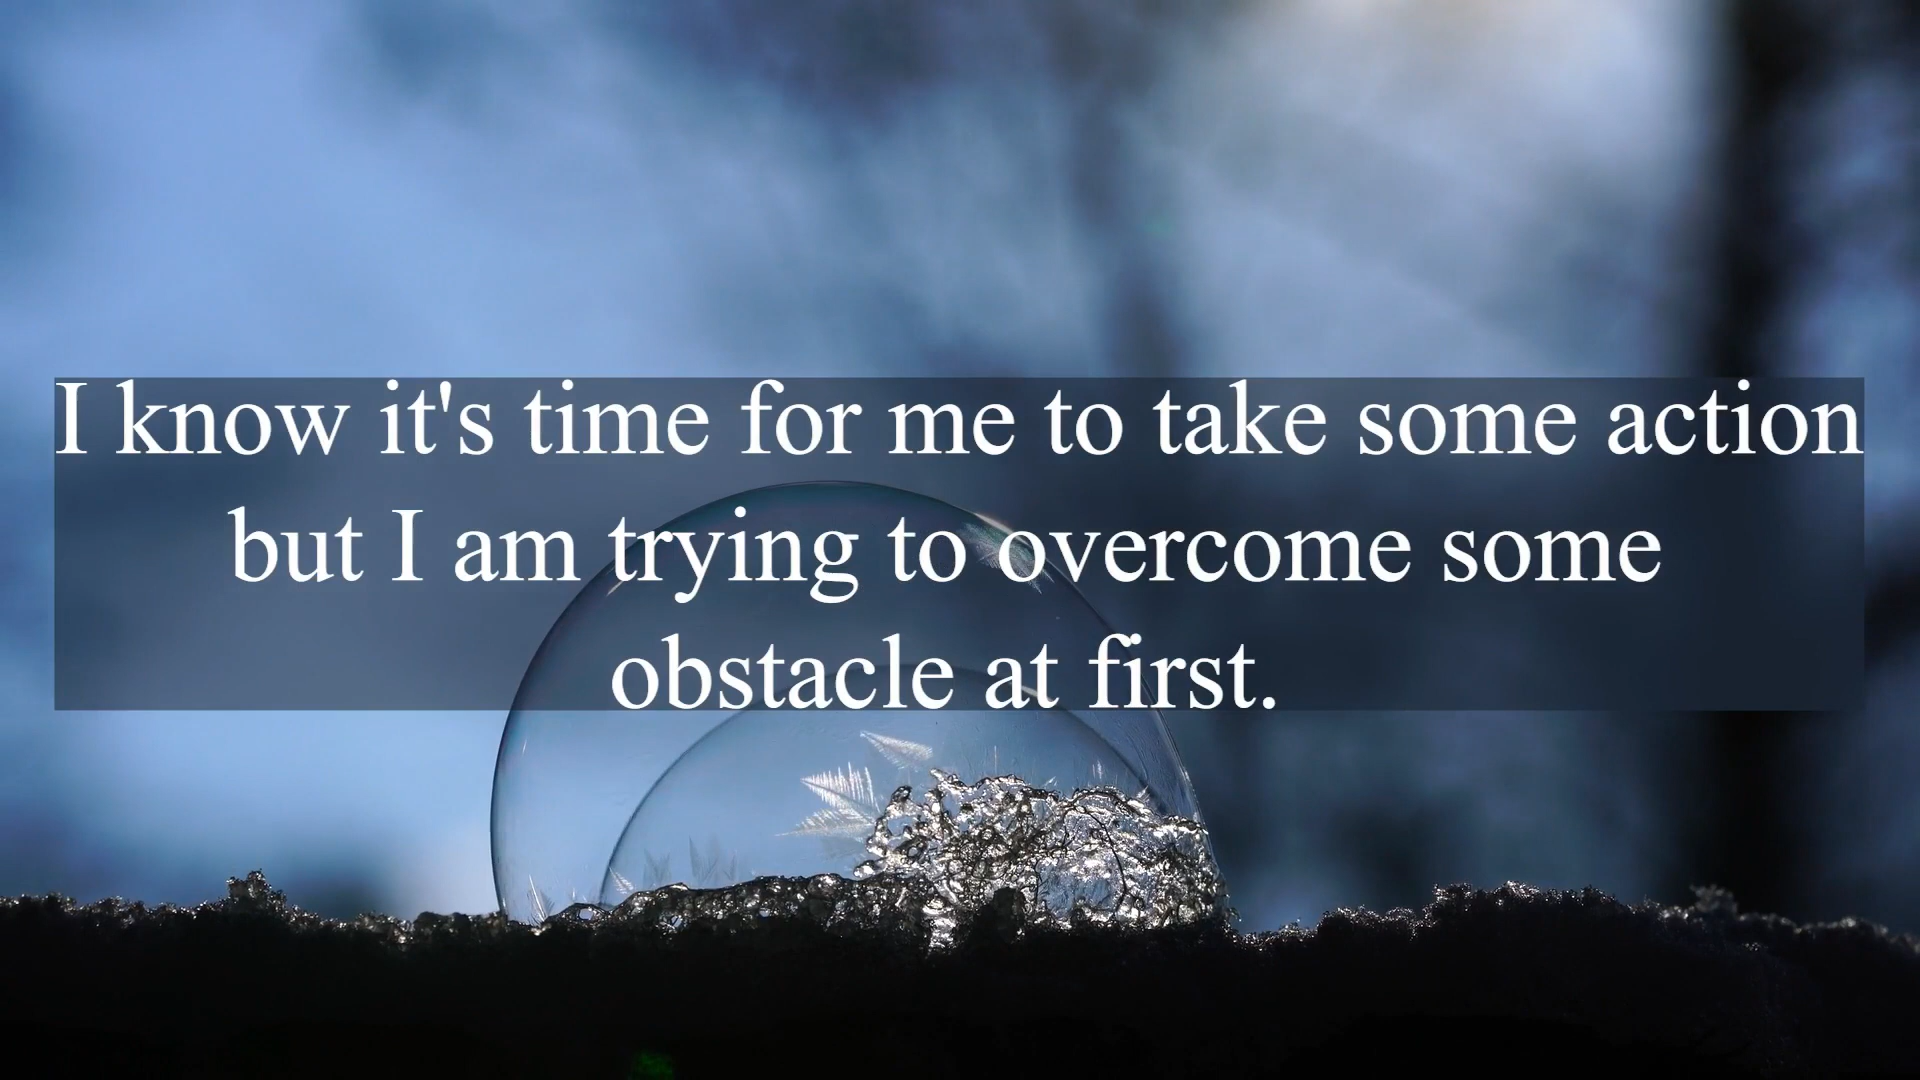 I know it's time for me to take some action
but I am trying to overcome some
obstacle at first.